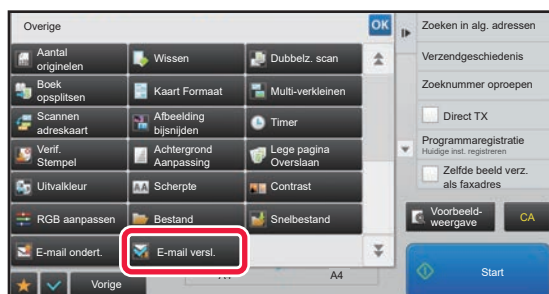 Overige
OK
Aantal
originelen
Wissen
Dubbelz. scan
Boek
opsplitsen
Kaart Formaat
Multi-verkleinen
Scannen
adreskaart
Afbeelding
bijsnijden
Timer
Verif.
Stempel
Achtergrond
Aanpassing
Lege pagina
Overslaan
Uitvalkleur
AA Scherpte
Contrast
RGB aanpassen
Bestand
Snelbestand
E-mail ondert.
E-mail versl.
Vorige
A4
Zoeken in alg. adressen
Verzendgeschiedenis
Zoeknummer oproepen
Direct TX
Programmaregistratie
Huidige inst. registreren
Zelfde beeld verz.
als faxadres
Voorbeeld-
weergave
CA
Start